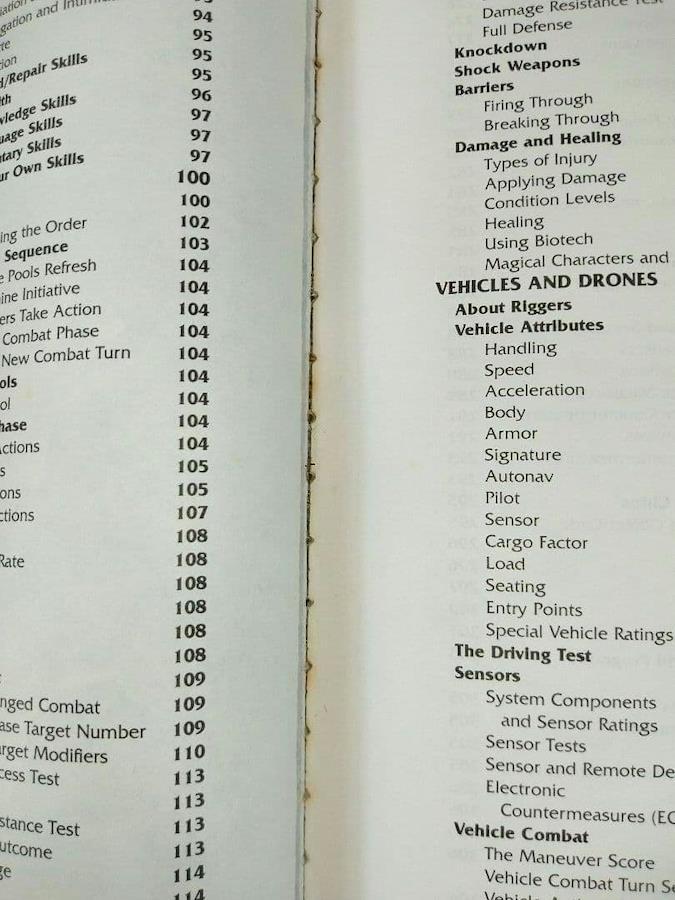 94
gation and
95
95
/Repair Skills
95
96
Skills
97
Skills
97
Skills
97
Own Skills
100
100
ing the Order
102
Sequence
103
e Pools Refresh
104
ine Initiative
104
ers Take Action
104
Combat Phase
104
New Combat Turn
104
ols
104
ol
104
hase
104
ctions
104
s
105
ons
105
ctions
107
108
Rate
108
108
108
108
108
109
nged Combat
109
ase Target Number
109
rget Modifiers
110
cess Test
113
113
stance Test
113
utcome
113
ge
114
114
Damage Resistance Test
Full Defense
Knockdown
Shock Weapons
Barriers
Firing Through
Breaking Through
Damage and Healing
Types of Injury
Applying Damage
Condition Levels
Healing
Using Biotech
Magical Characters and
VEHICLES AND DRONES
About Riggers
Vehicle Attributes
Handling
Speed
Acceleration
Body
Armor
Signature
Autonav
Pilot
Sensor
Cargo Factor
Load
Seating
Entry Points
Special Vehicle Ratings
The Driving Test
Sensors
System Components
and Sensor Ratings
Sensor Tests
Sensor and Remote De
Electronic
Countermeasures (EC
Vehicle Combat
The Maneuver Score
Vehicle Combat Turn Se